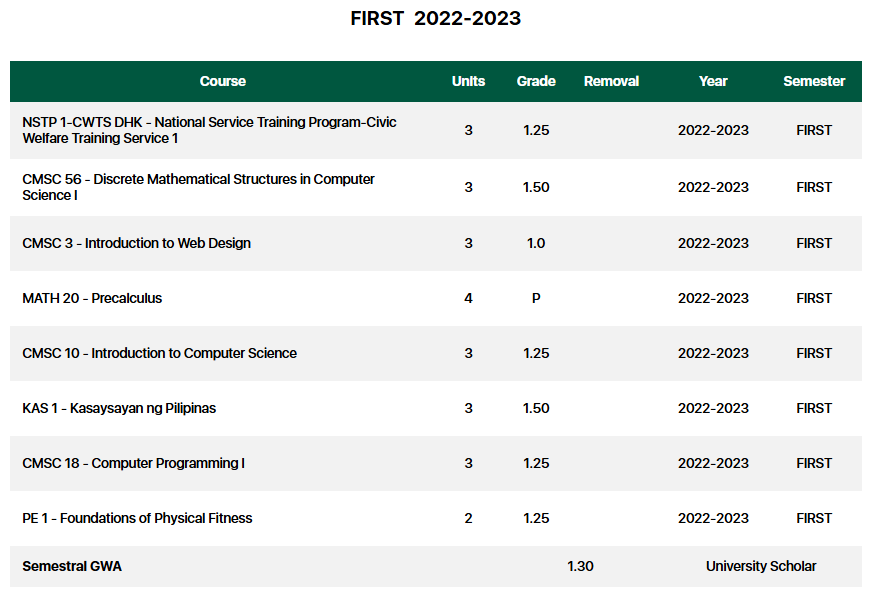 FIRST 2022-2023
Course Units Grade Removal Year Semester
NSTP 1-CWTS DHK - National Service Training Program-Civic
Welfare Training Service 1 3 1.25 2022-2023 FIRST
CMSC 56 - Discrete Mathematical Structures in Computer
Science I 3 1.50 2022-2023 FIRST
CMSC 3 - Introduction to Web Design 3 1.0 2022-2023 FIRST
MATH 20 - Precalculus 4 P 2022-2023 FIRST
CMSC 10 - Introduction to Computer Science 3 1.25 2022-2023 FIRST
KAS 1 - Kasaysayan ng Pilipinas 3 1.50 2022-2023 FIRST
CMSC 18 - Computer Programming I 3 1.25 2022-2023 FIRST
PE 1 - Foundations of Physical Fitness 2 1.25 2022-2023 FIRST
Semestral GWA 1.30 University Scholar